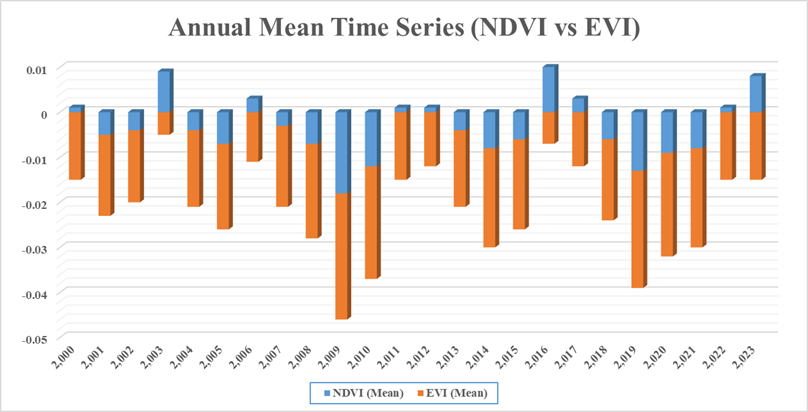 Annual Mean Time Series (NDVI vs EVI)
0.01
0
-0.01
-0.02
-0.03
-0.04
-0.05
2,000 2,001 2,002 2,003 2,004 2,005 2,006 2,007 2,008 2,009 2,010 2,011 2,012 2,013 2,014 2,015 2,016 2,017 2,018 2,019 2,020 2,021 2,022 2,023
NDVI (Mean) EVI (Mean)